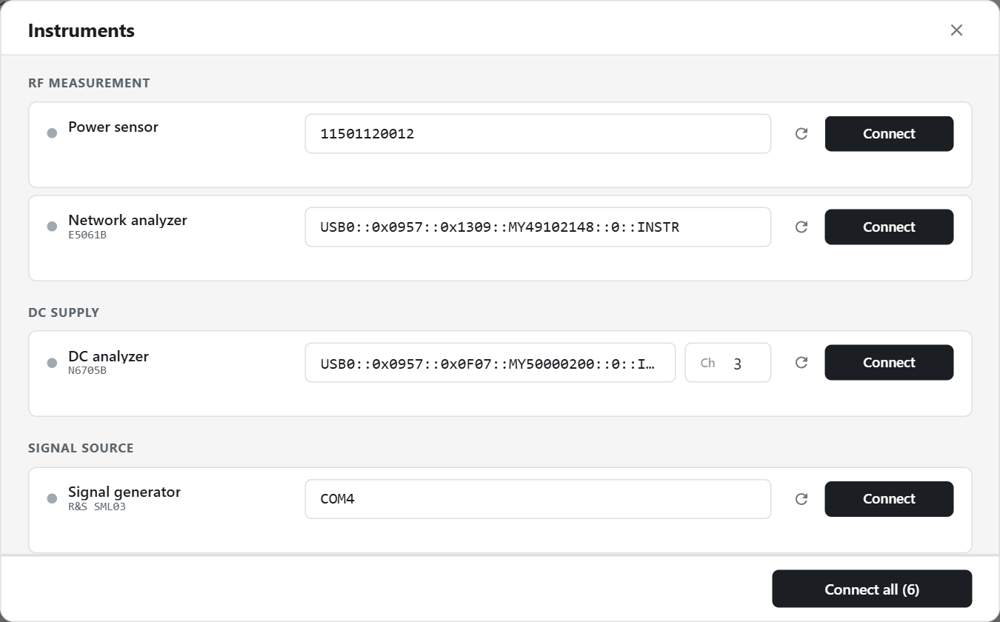 Instruments
RF MEASUREMENT
Power sensor
11501120012
Connect
Network analyzer
E5061B
USB0::0x0957::0x1309::MY49102148::0::INSTR
Connect
DC SUPPLY
DC analyzer
N6705B
USB0::0x0957::0x0F07::MY50000200::0::I…
Ch 3
Connect
SIGNAL SOURCE
Signal generator
R&S SML03
COM4
Connect
Connect all (6)